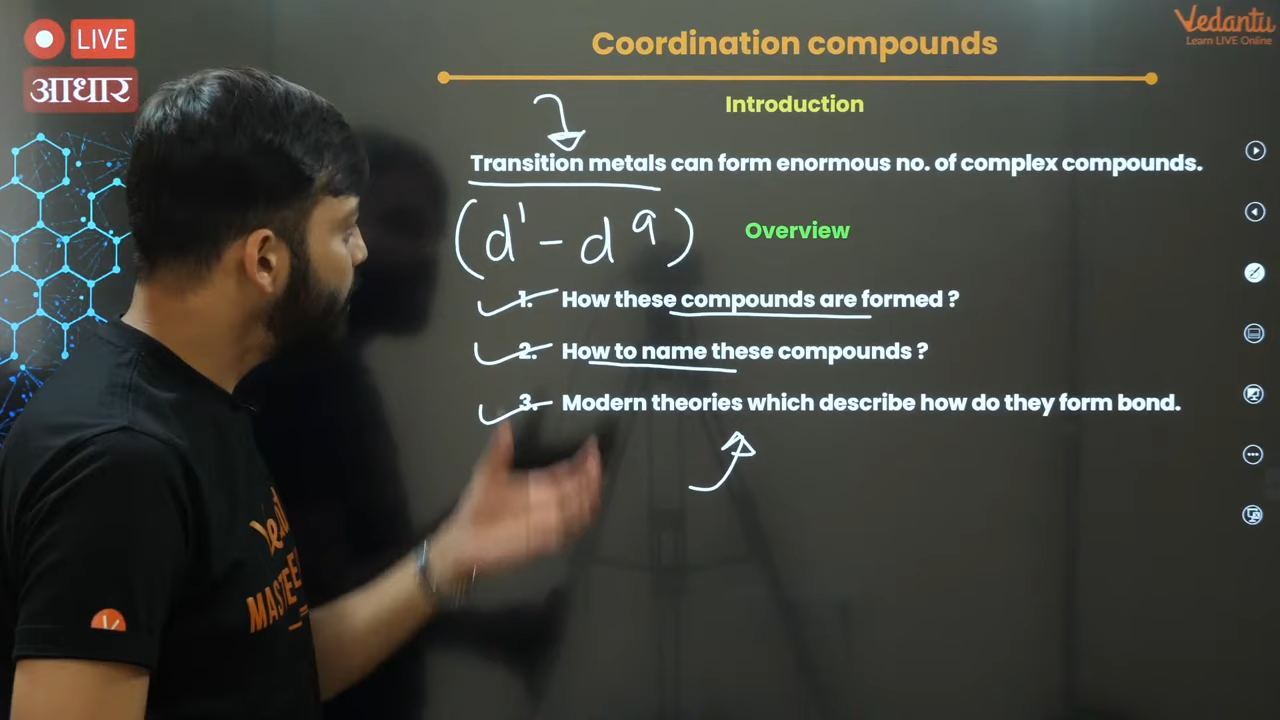 LIVE
आधार
Vedantu
Learn LIVE Online
Coordination compounds
Introduction
Transition metals can form enormous no. of complex compounds.
(d¹ - d⁹)
Overview
1. How these compounds are formed ?
2. How to name these compounds ?
3. Modern theories which describe how do they form bond.